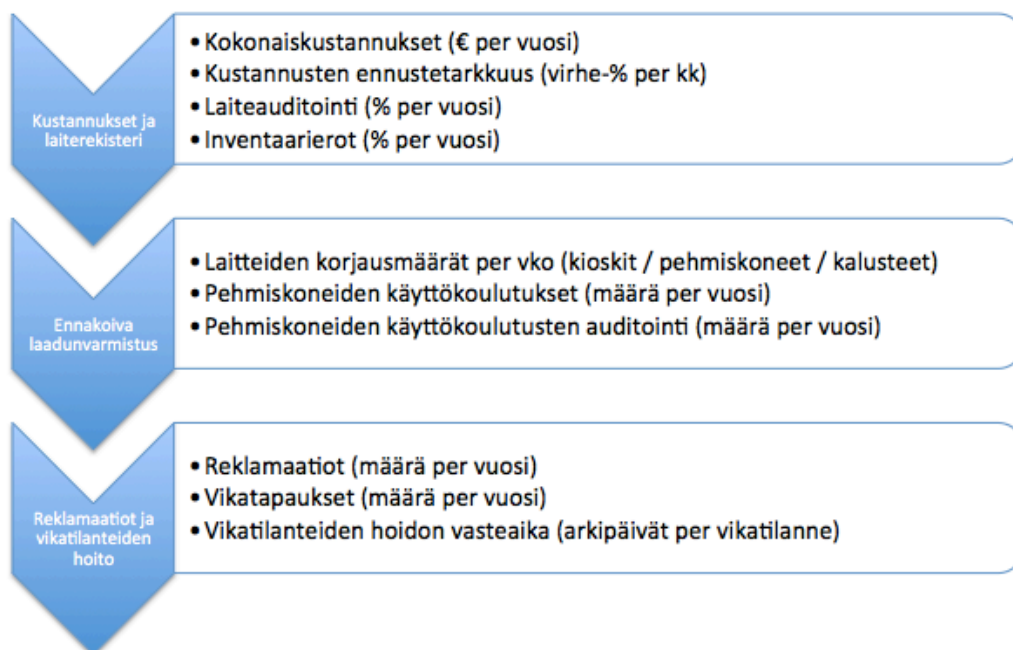 Kustannukset ja
laiterekisteri
• Kokonaiskustannukset (€ per vuosi)
• Kustannusten ennustetarkkuus (virhe-% per kk)
• Laiteauditointi (% per vuosi)
• Inventaarierot (% per vuosi)
Ennakoiva
laadunvarmistus
• Laitteiden korjausmäärät per vko (kioskit / pehmiskoneet / kalusteet)
• Pehmiskoneiden käyttökoulutukset (määrä per vuosi)
• Pehmiskoneiden käyttökoulutusten auditointi (määrä per vuosi)
Reklamaatiot ja
vikatilanteiden
hoito
• Reklamaatiot (määrä per vuosi)
• Vikatapaukset (määrä per vuosi)
• Vikatilanteiden hoidon vasteaika (arkipäivät per vikatilanne)